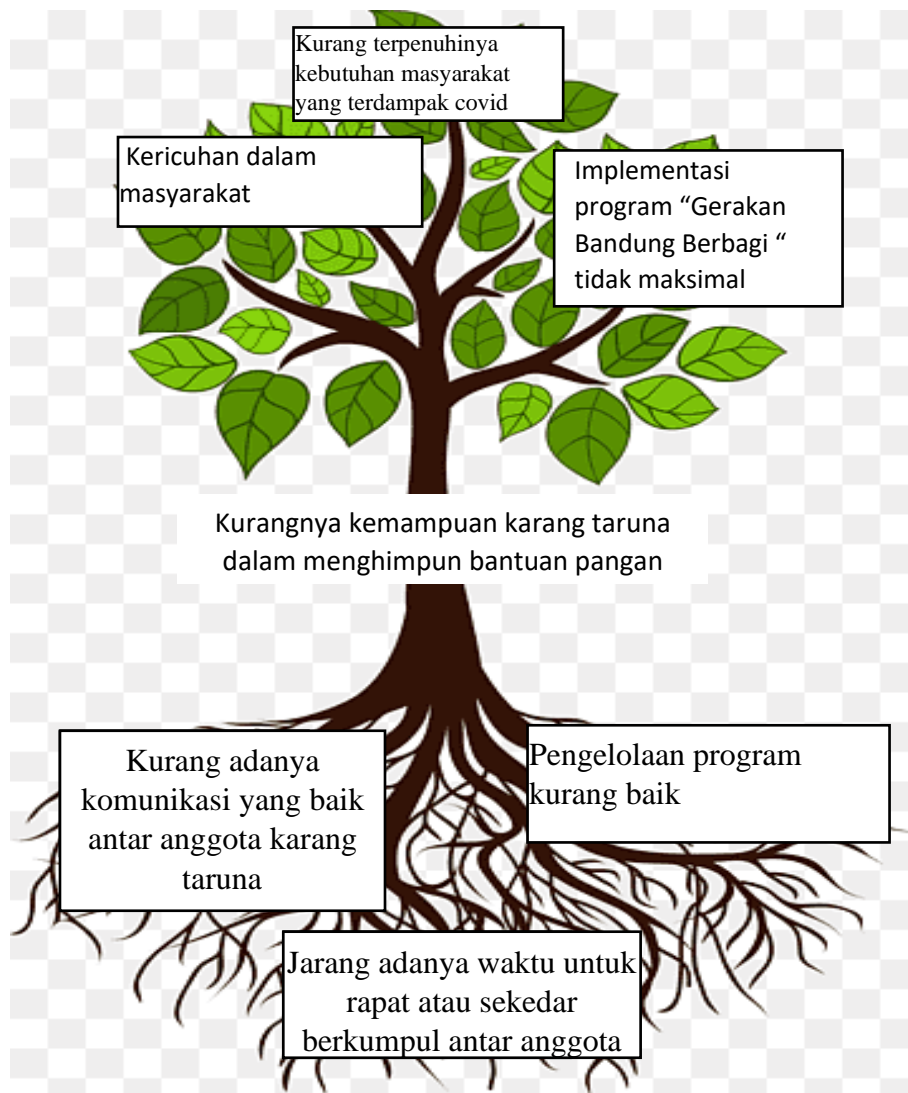 Kurang terpenuhinya
kebutuhan masyarakat
yang terdampak covid
Kericuhan dalam
masyarakat
Implementasi
program “Gerakan
Bandung Berbagi “
tidak maksimal
Kurangnya kemampuan karang taruna
dalam menghimpun bantuan pangan
Kurang adanya
komunikasi yang baik
antar anggota karang
taruna
Pengelolaan program
kurang baik
Jarang adanya waktu untuk
rapat atau sekedar
berkumpul antar anggota